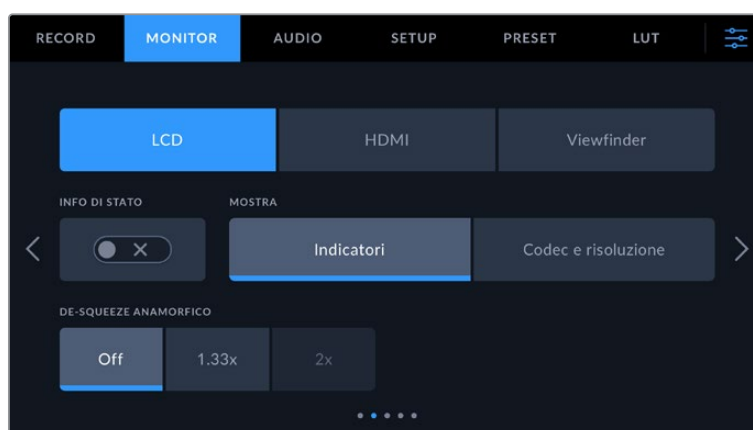 RECORD MONITOR AUDIO SETUP PRESET LUT
LCD HDMI Viewfinder
INFO DI STATO MOSTRA
Indicatori Codec e risoluzione
DE-SQUEEZE ANAMORFICO
Off 1.33x 2x